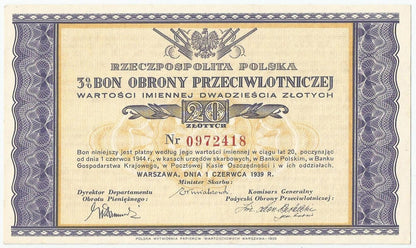 RZECZPOSPOLITA POLSKA
3% BON OBRONY PRZECIWLOTNICZEJ
WARTOŚCI IMIENNEJ DWADZIEŚCIA ZŁOTYCH
20
ZŁOTYCH
Nr 0972418
Bon niniejszy jest płatny według jego wartości imiennej w ciągu lat 20, poczynając
od dnia 1 czerwca 1944 r., w kasach urzędów skarbowych, w Banku Polskim, w Banku
Gospodarstwa Krajowego, w Pocztowej Kasie Oszczędności i w ich oddziałach.
WARSZAWA, DNIA 1 CZERWCA 1939 R.
Minister Skarbu:
Dyrektor Departamentu
Obrotu Pieniężnego:
Komisarz Generalny
Pożyczki Obrony Przeciwlotniczej:
POLSKA WYTWÓRNIA PAPIERÓW WARTOŚCIOWYCH WARSZAWA-1939